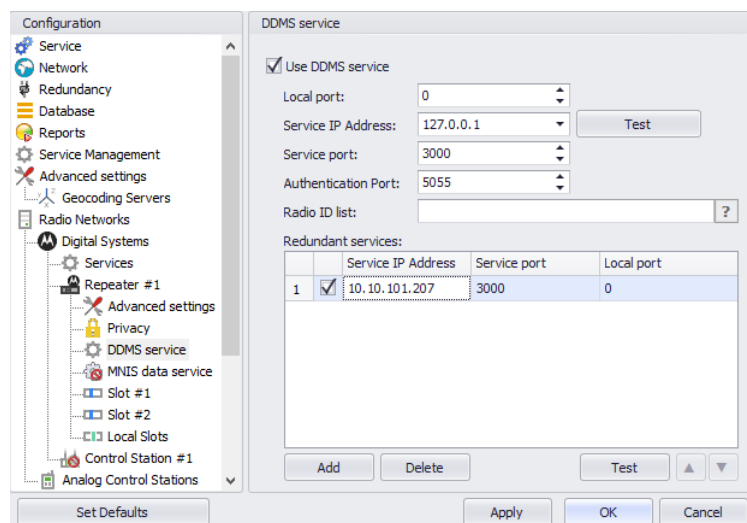 Configuration
Service
Network
Redundancy
Database
Reports
Service Management
Advanced settings
Geocoding Servers
Radio Networks
Digital Systems
Services
Repeater #1
Advanced settings
Privacy
DDMS service
MNIS data service
Slot #1
Slot #2
Local Slots
Control Station #1
Analog Control Stations
DDMS service
Use DDMS service
Local port: 0
Service IP Address: 127.0.0.1 Test
Service port: 3000
Authentication Port: 5055
Radio ID list: ?
Redundant services:
Service IP Address Service port Local port
1 10.10.101.207 3000 0
Add Delete Test
Set Defaults Apply OK Cancel